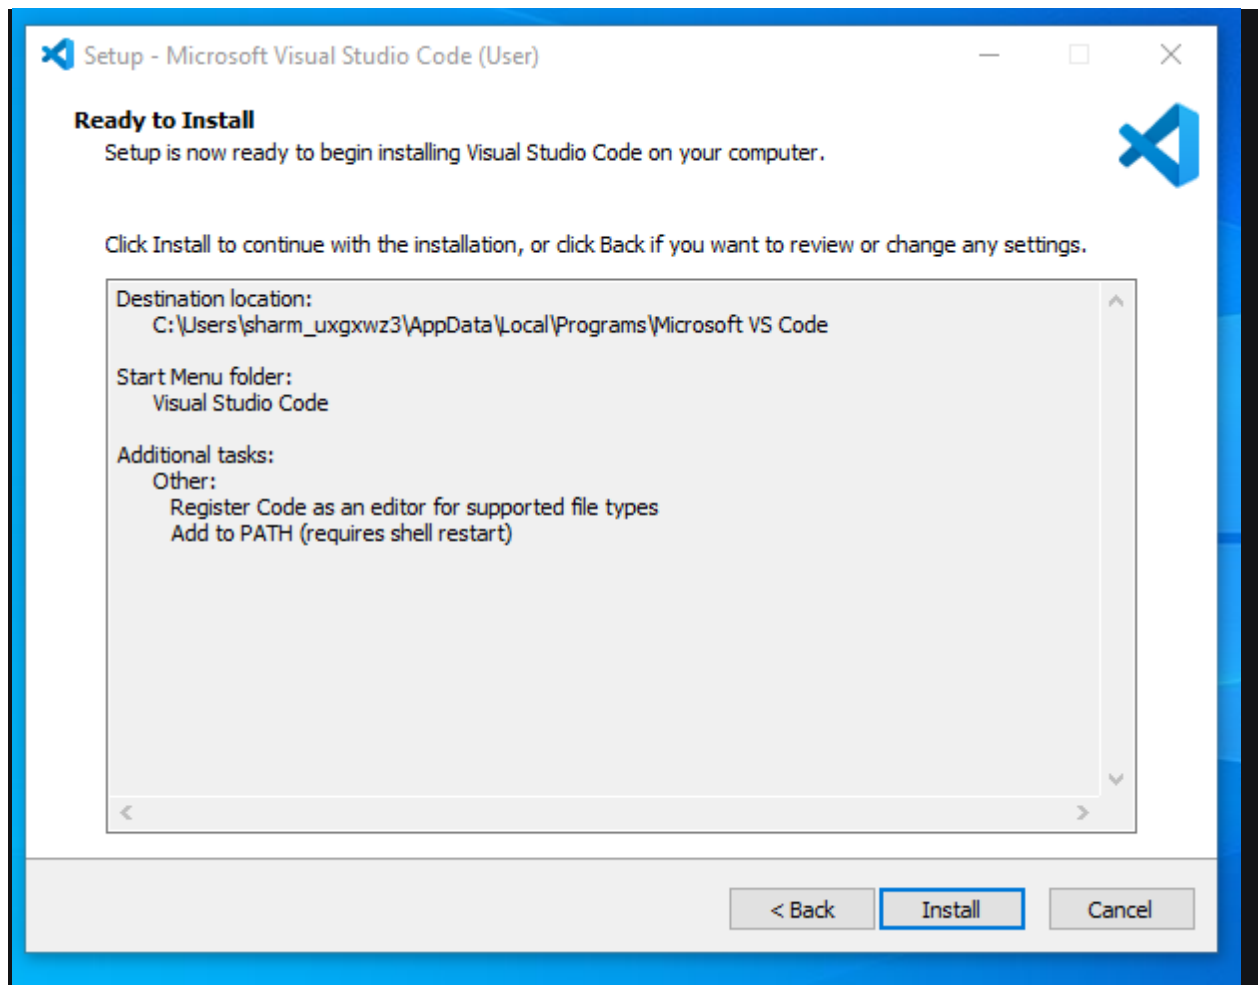 Setup - Microsoft Visual Studio Code (User)
Ready to Install
Setup is now ready to begin installing Visual Studio Code on your computer.
Click Install to continue with the installation, or click Back if you want to review or change any settings.
Destination location:
C:\Users\sharm_uxgxwz3\AppData\Local\Programs\Microsoft VS Code
Start Menu folder:
Visual Studio Code
Additional tasks:
Other:
Register Code as an editor for supported file types
Add to PATH (requires shell restart)
< Back Install Cancel